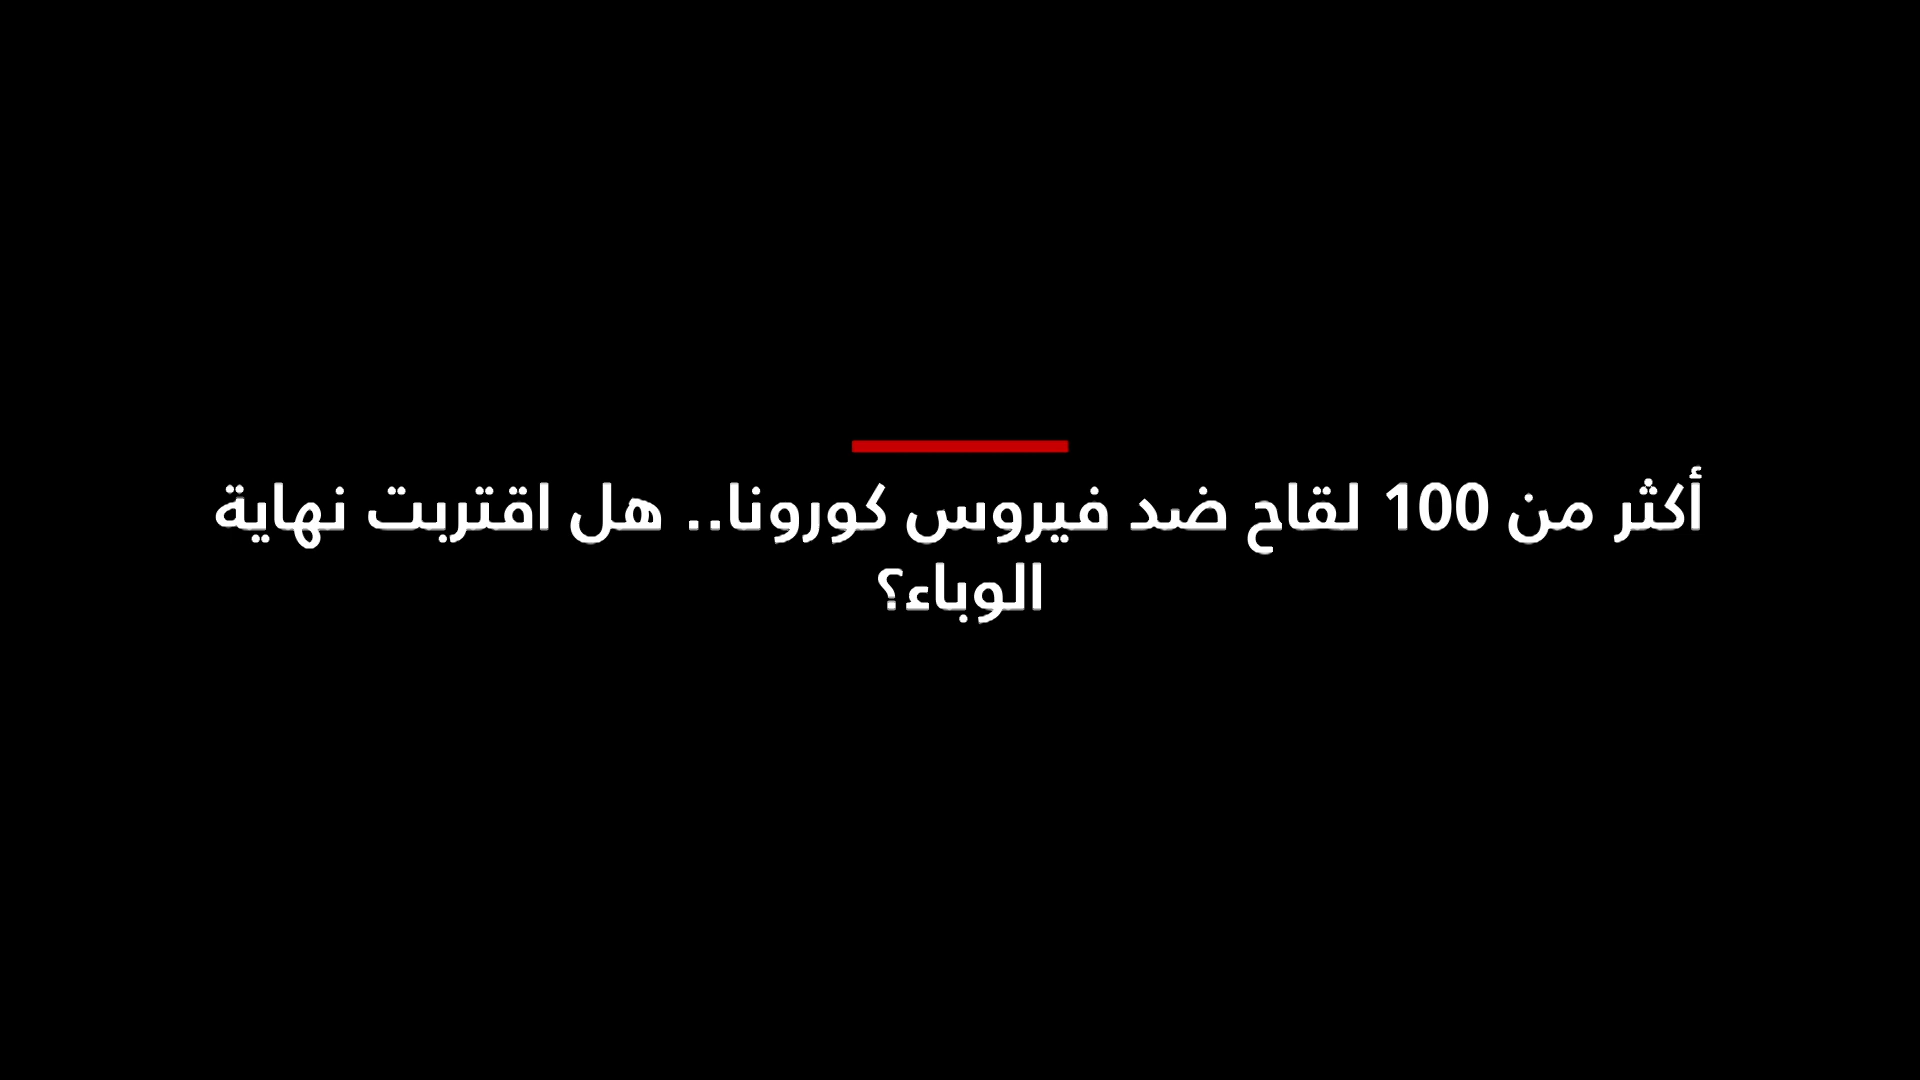 أكثر من 100 لقاح ضد فيروس كورونا.. هل اقتربت نهاية
الوباء؟